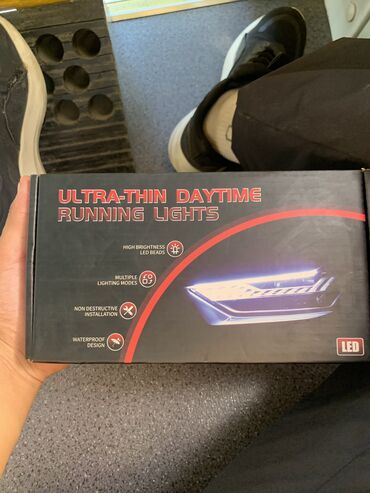 ULTRA-THIN DAYTIME
RUNNING LIGHTS
HIGH BRIGHTNESS
LED BEADS
MULTIPLE
LIGHTING MODES
NON DESTRUCTIVE
INSTALLATION
WATERPROOF
DESIGN
LED